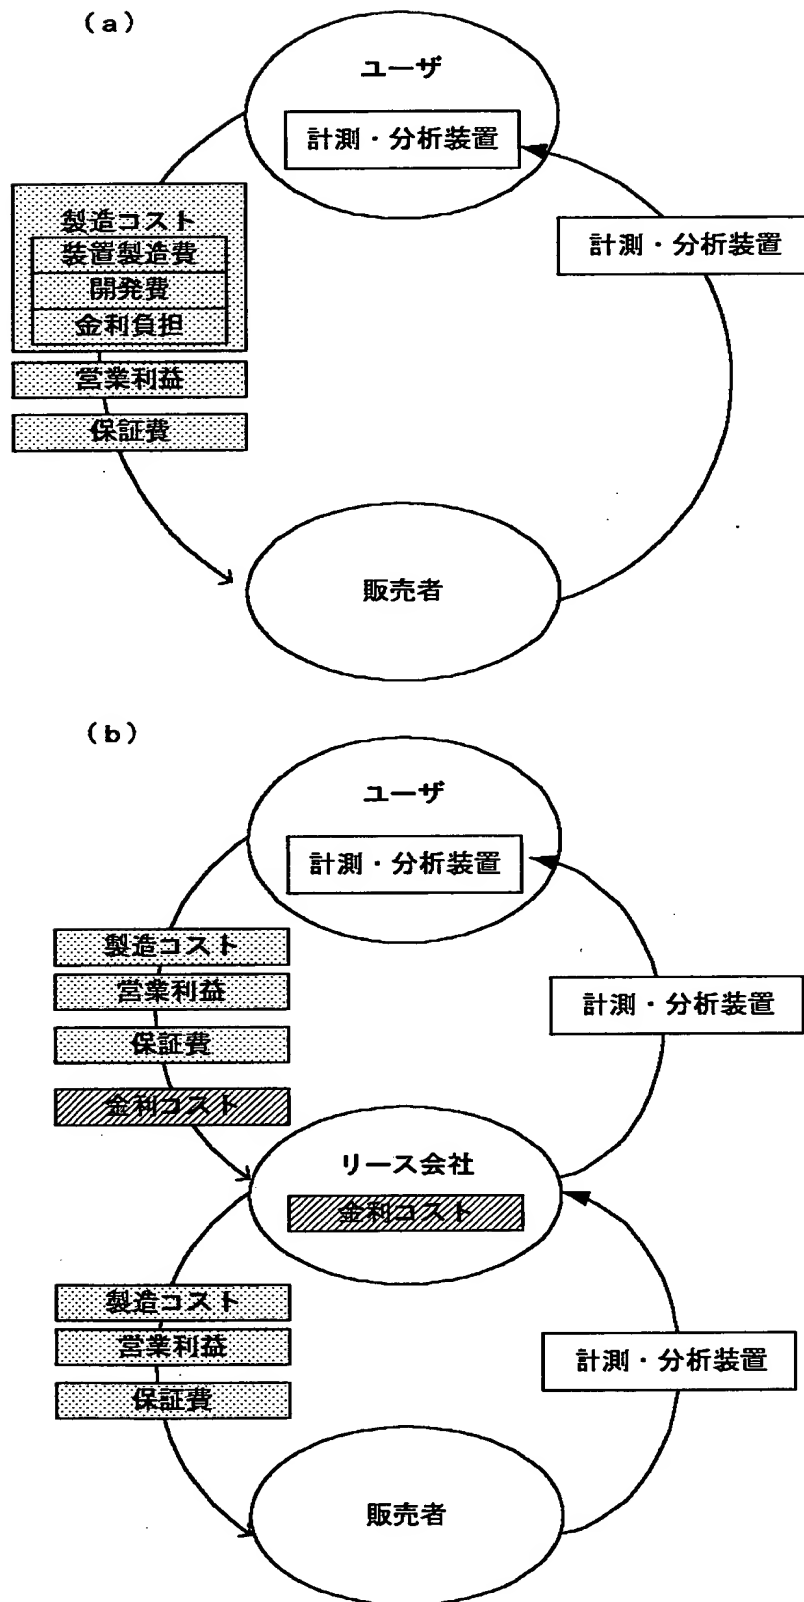 (a)
ユーザ
計測・分析装置
計測・分析装置
製造コスト
装置製造費
開発費
金利負担
営業利益
保証費
販売者
(b)
ユーザ
計測・分析装置
製造コスト
営業利益
保証費
金利コスト
計測・分析装置
リース会社
金利コスト
製造コスト
営業利益
保証費
計測・分析装置
販売者